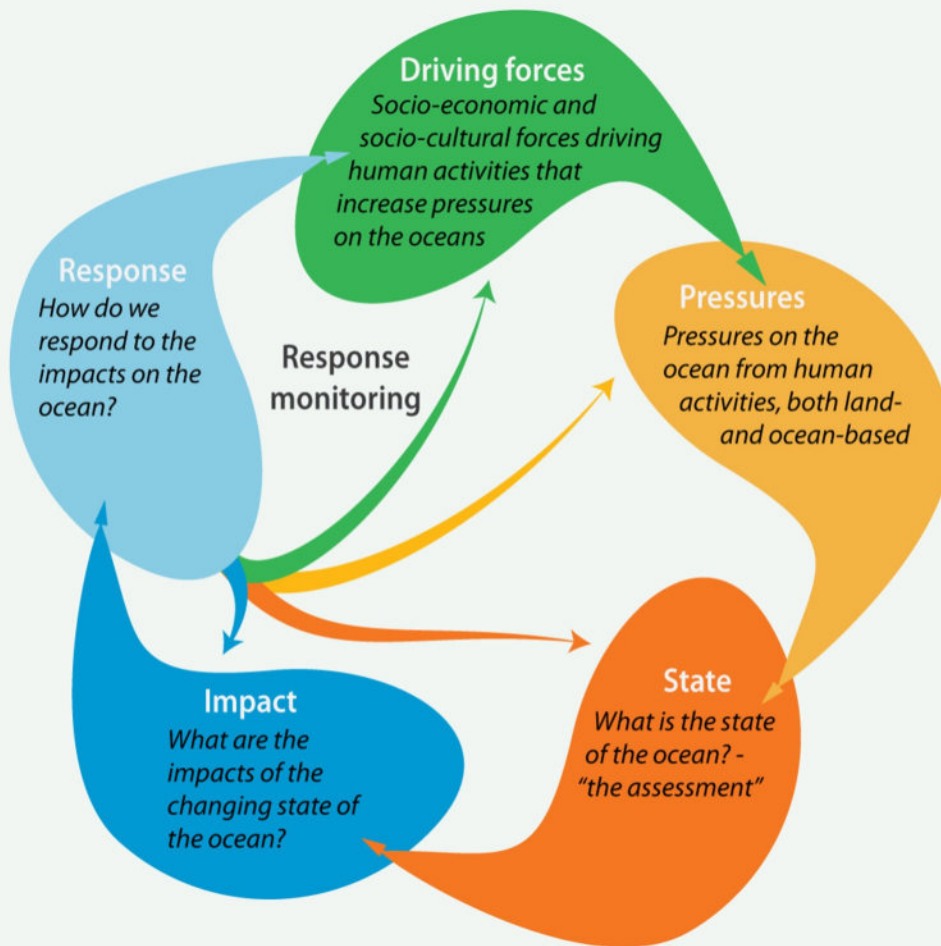 Driving forces
Socio-economic and
socio-cultural forces driving
human activities that
increase pressures
on the oceans
Response
How do we
respond to the
impacts on the
ocean?
Response
monitoring
Pressures
Pressures on the
ocean from human
activities, both land-
and ocean-based
State
What is the state
of the ocean? -
“the assessment”
Impact
What are the
impacts of the
changing state of
the ocean?